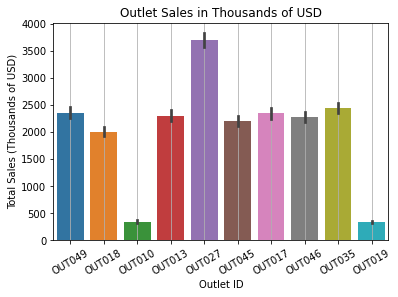 Outlet Sales in Thousands of USD
Total Sales (Thousands of USD)
4000
3500
3000
2500
2000
1500
1000
500
0
OUT049 OUT018 OUT010 OUT013 OUT027 OUT045 OUT017 OUT046 OUT035 OUT019
Outlet ID